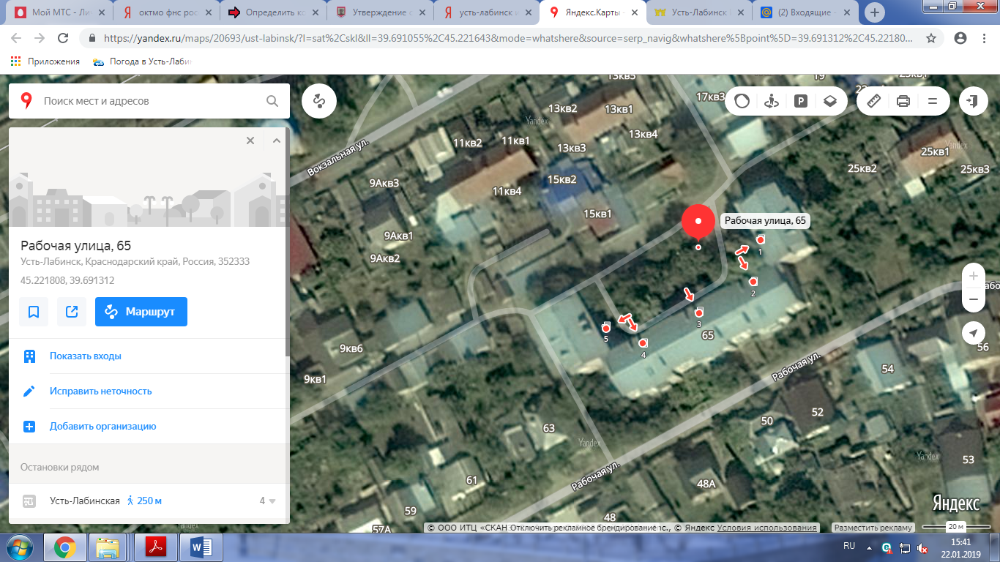 Мой МТС - Ли
октмо фнс рос
Определить ко
Утверждение с
усть-лабинск и
Яндекс.Карты
Усть-Лабинск
(2) Входящие -
https://yandex.ru/maps/20693/ust-labinsk/?l=sat%2Cskl&ll=39.691055%2C45.221643&mode=whatshere&source=serp_navig&whatshere%5Bpoint%5D=39.691312%2C45.22180...
Приложения
Погода в Усть-Лаби
Поиск мест и адресов
Рабочая улица, 65
Усть-Лабинск, Краснодарский край, Россия, 352333
45.221808, 39.691312
Маршрут
Показать входы
Исправить неточность
Добавить организацию
Остановки рядом
Усть-Лабинская 250 м 4
13кв5
19
17кв3
13кв2
13кв1
Yandex
13кв4
11кв2
11кв1
13кв3
Yandex
25кв1
Вокзальная ул.
25кв2
25кв3
9Акв3
15кв2
11кв4
15кв1
Рабочая улица, 65
9Акв1
9Акв2
1
2
3
65
5
4
9кв6
56
Рабочая ул.
54
9кв1
52
50
63
Yandex
Yandex
53
Рабочая ул.
61
48А
59
48
57А
Yandex
Яндекс
© ООО ИТЦ «СКАН Отключить рекламное брендирование nc., © Яндекс Условия использования
Разместить рекламу
20 м
RU
15:41
22.01.2019